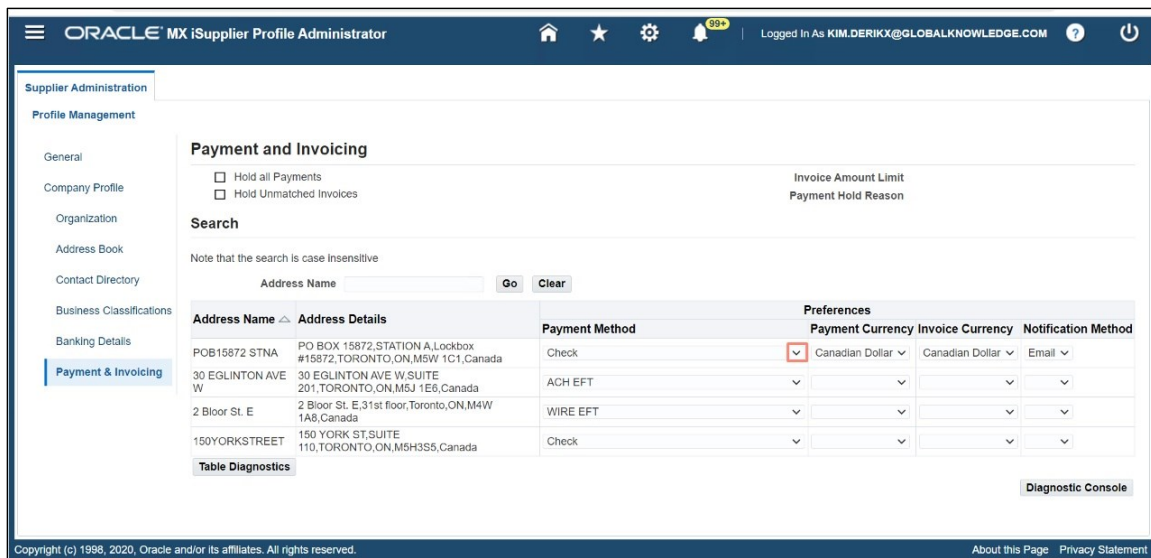 ORACLE® MX iSupplier Profile Administrator
99+
Logged In As KIM.DERIKX@GLOBALKNOWLEDGE.COM
?
Supplier Administration
Profile Management
General
Company Profile
Organization
Address Book
Contact Directory
Business Classifications
Banking Details
Payment & Invoicing
Payment and Invoicing
Hold all Payments
Invoice Amount Limit
Hold Unmatched Invoices
Payment Hold Reason
Search
Note that the search is case insensitive
Address Name
Go
Clear
Address Name
Address Details
Preferences
Payment Method
Payment Currency
Invoice Currency
Notification Method
POB15872 STNA
PO BOX 15872,STATION A,Lockbox
#15872,TORONTO,ON,M5W 1C1,Canada
Check
Canadian Dollar
Canadian Dollar
Email
30 EGLINTON AVE
W
30 EGLINTON AVE W,SUITE
201,TORONTO,ON,M5J 1E6,Canada
ACH EFT
2 Bloor St. E
2 Bloor St. E,31st floor,Toronto,ON,M4W
1A8,Canada
WIRE EFT
150YORKSTREET
150 YORK ST,SUITE
110,TORONTO,ON,M5H3S5,Canada
Check
Table Diagnostics
Diagnostic Console
Copyright (c) 1998, 2020, Oracle and/or its affiliates. All rights reserved.
About this Page
Privacy Statement